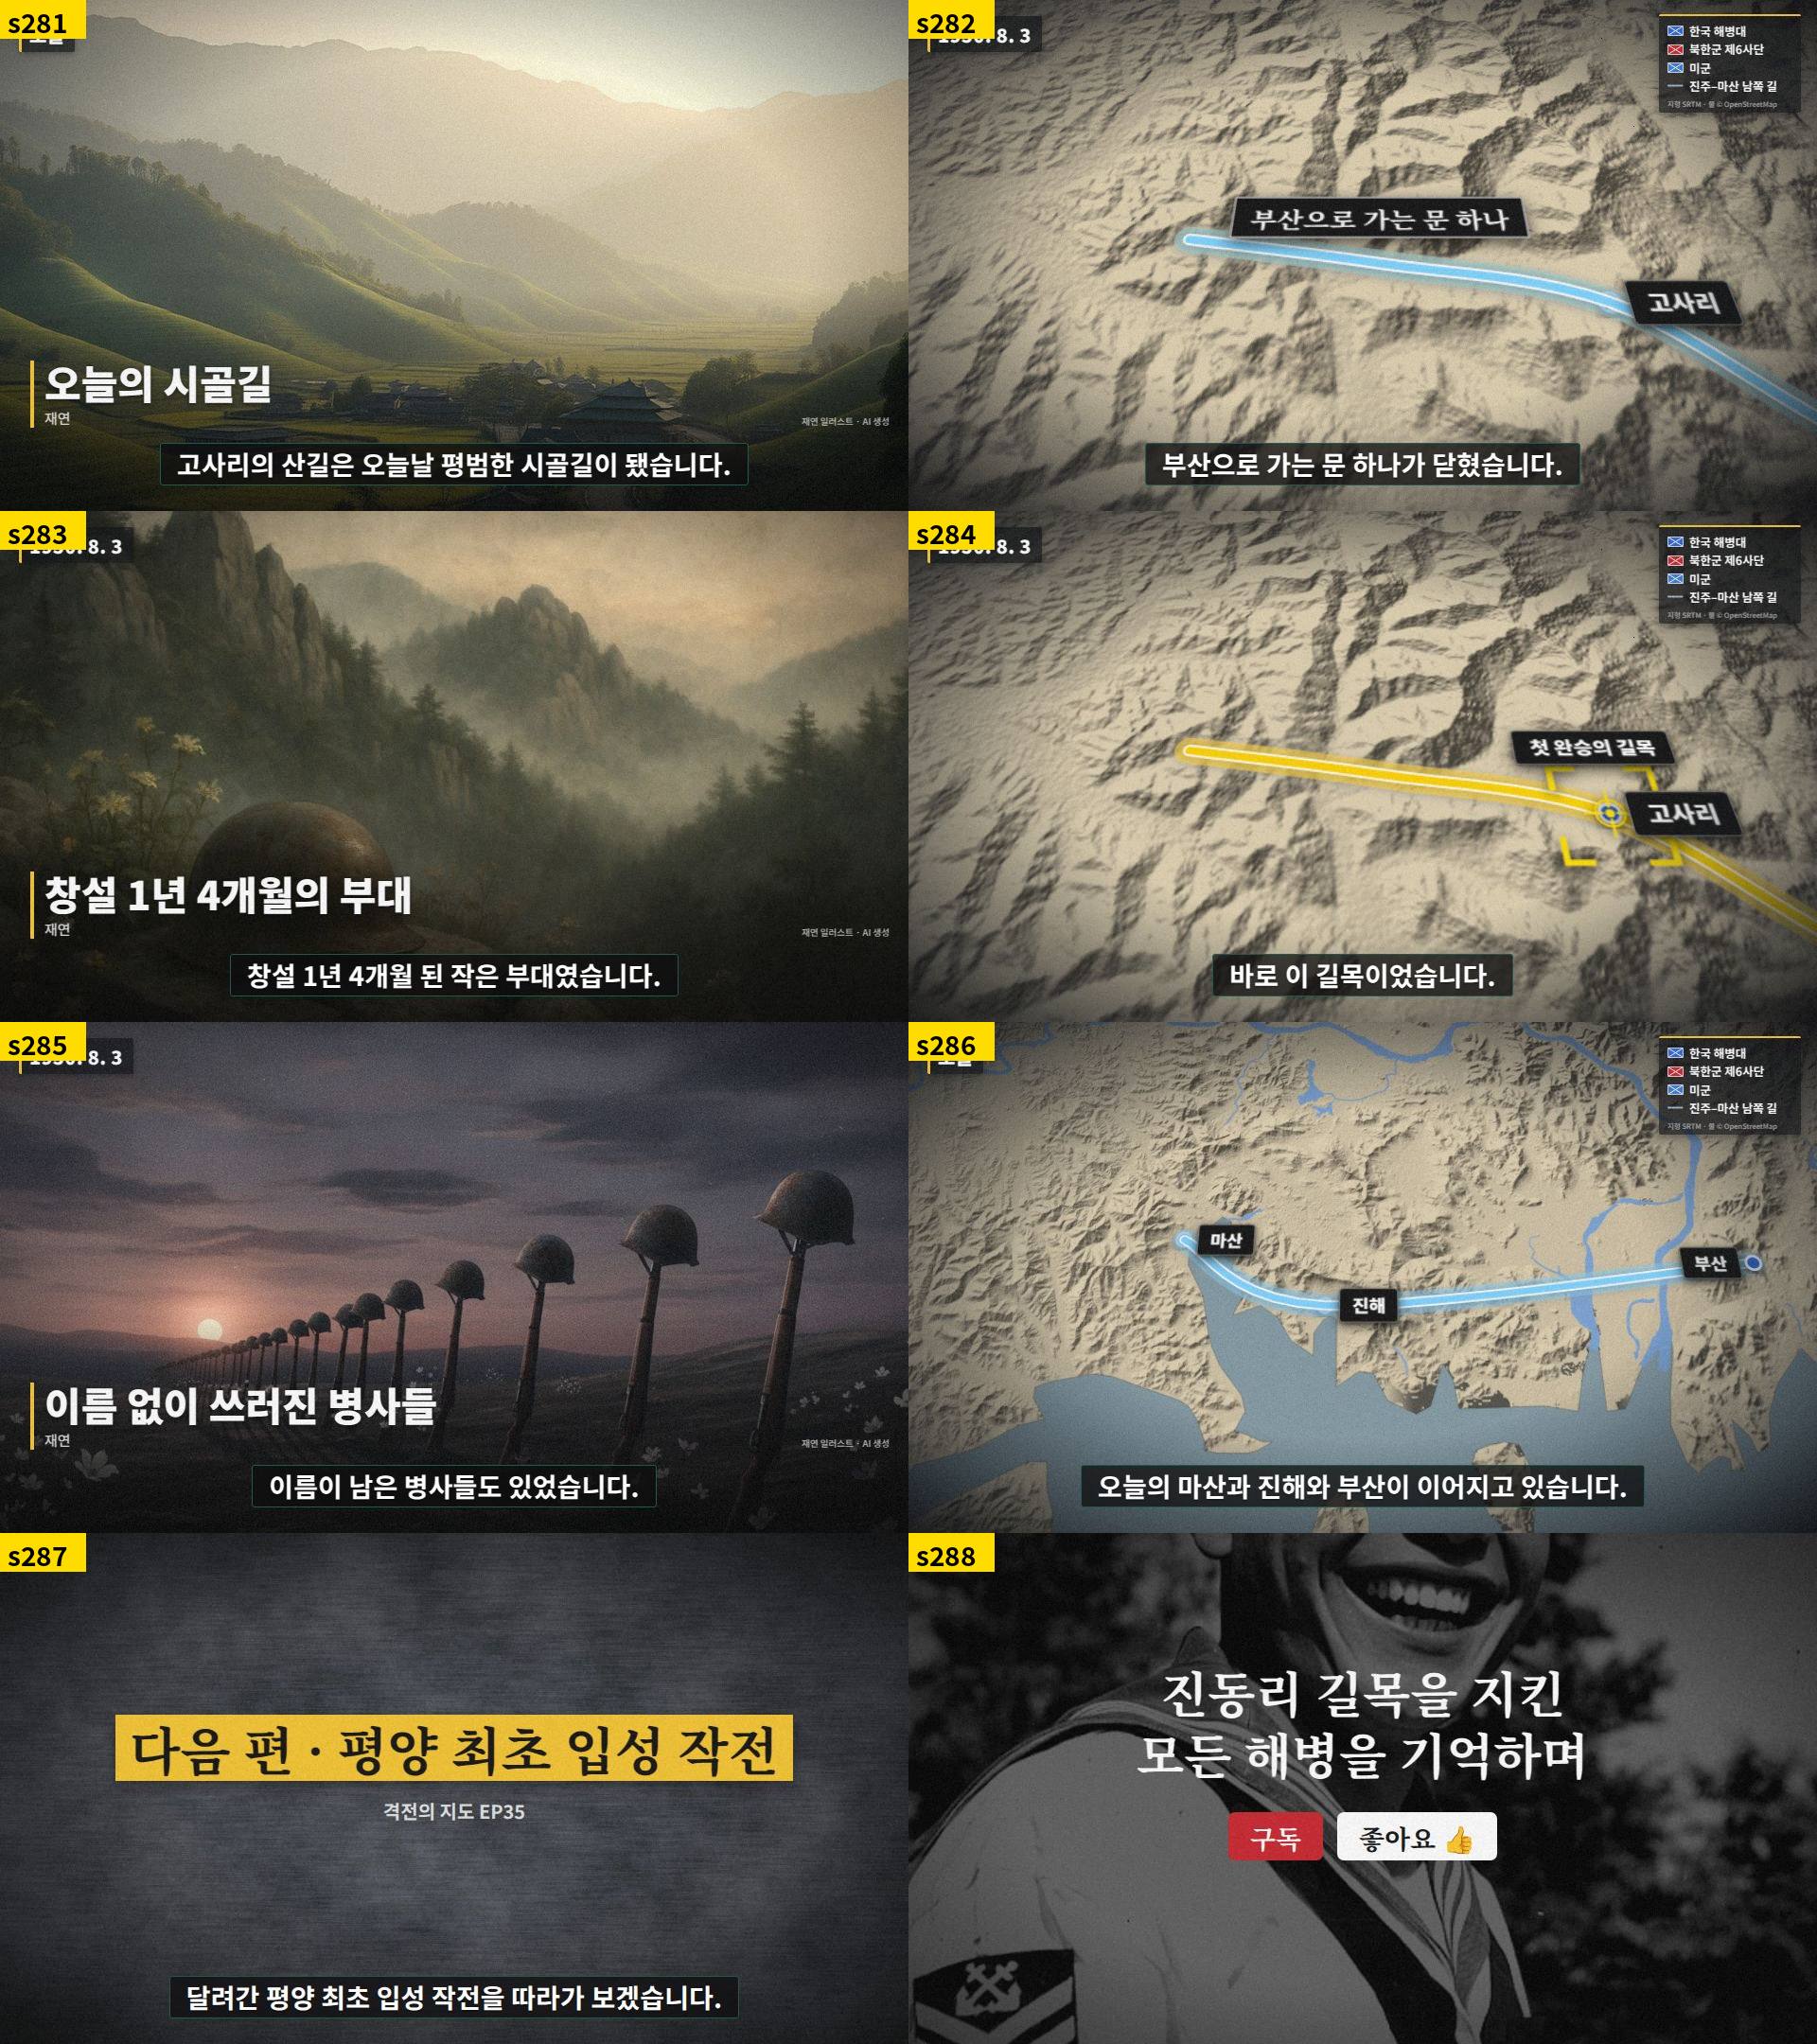 s281
오늘의 시골길
재연
재연 일러스트 · AI 생성
고사리의 산길은 오늘날 평범한 시골길이 됐습니다.
s282
8. 3
한국 해병대
북한군 제6사단
미군
진주–마산 남쪽 길
지형 SRTM · 물 © OpenStreetMap
부산으로 가는 문 하나
고사리
부산으로 가는 문 하나가 닫혔습니다.
s283
8. 3
창설 1년 4개월의 부대
재연
재연 일러스트 · AI 생성
창설 1년 4개월 된 작은 부대였습니다.
s284
8. 3
한국 해병대
북한군 제6사단
미군
진주–마산 남쪽 길
지형 SRTM · 물 © OpenStreetMap
첫 완승의 길목
고사리
바로 이 길목이었습니다.
s285
8. 3
이름 없이 쓰러진 병사들
재연
재연 일러스트 · AI 생성
이름이 남은 병사들도 있었습니다.
s286
한국 해병대
북한군 제6사단
미군
진주–마산 남쪽 길
지형 SRTM · 물 © OpenStreetMap
마산
부산
진해
오늘의 마산과 진해와 부산이 이어지고 있습니다.
s287
다음 편 · 평양 최초 입성 작전
격전의 지도 EP35
달려간 평양 최초 입성 작전을 따라가 보겠습니다.
s288
진동리 길목을 지킨
모든 해병을 기억하며
구독
좋아요 👍